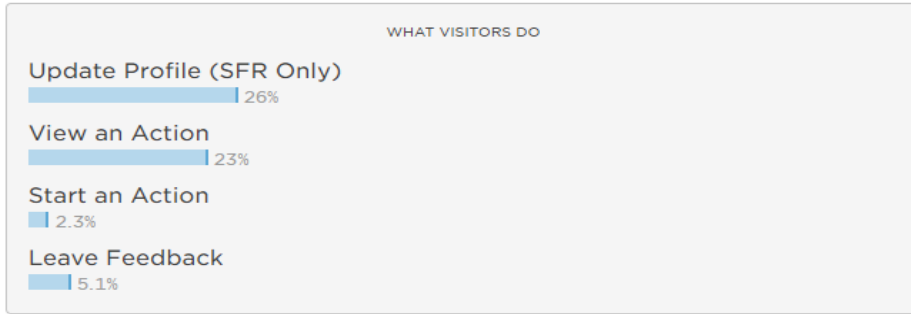 WHAT VISITORS DO
Update Profile (SFR Only)
26%
View an Action
23%
Start an Action
2.3%
Leave Feedback
5.1%